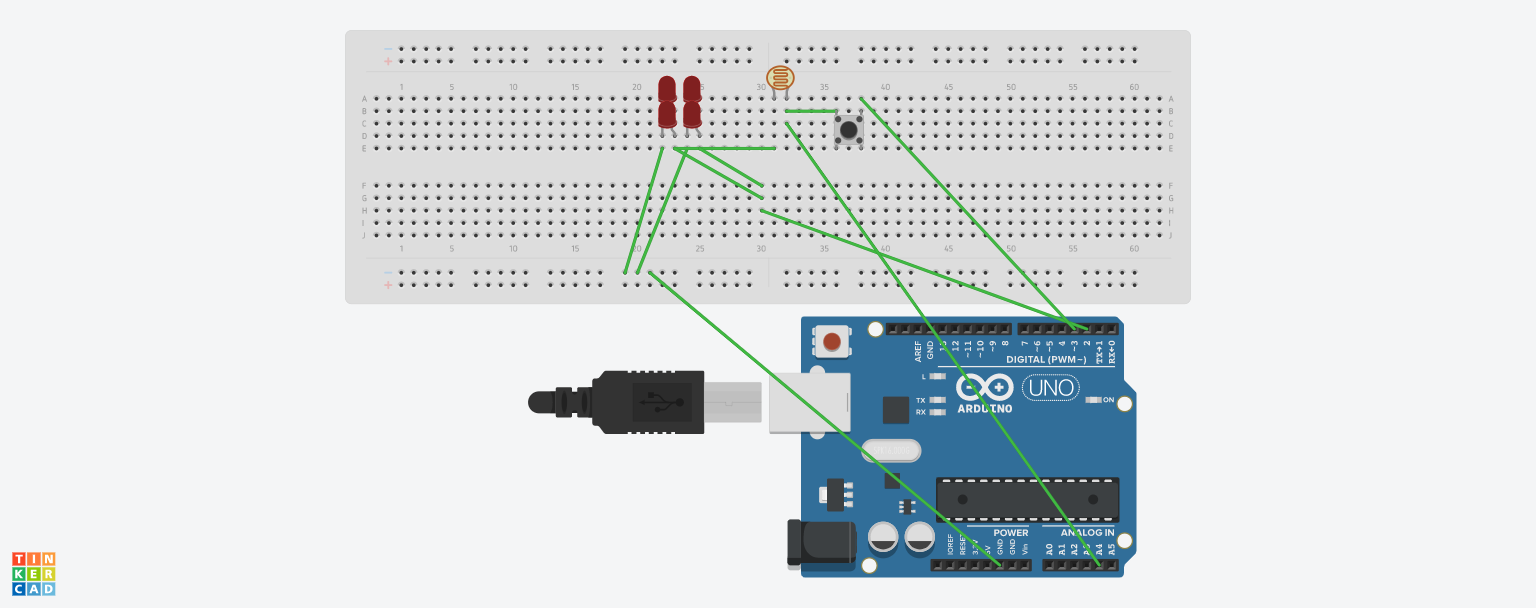 − −
+ +
1 5 10 15 20 25 30 35 40 45 50 55 60
A A
B B
C C
D D
E E
F F
G G
H H
I I
J J
1 5 10 15 20 25 30 35 40 45 50 55 60
−
+
AREF
GND
13
12
~11
~10
~9
8
7
~6
~5
4
~3
2
TX→1
RX←0
DIGITAL (PWM~)
L
TX
RX
UNO
ON
ARDUINO
POWER
ANALOG IN
IOREF
RESET
3.3V
5V
GND
GND
Vin
A0
A1
A2
A3
A4
A5
TIN
KER
CAD